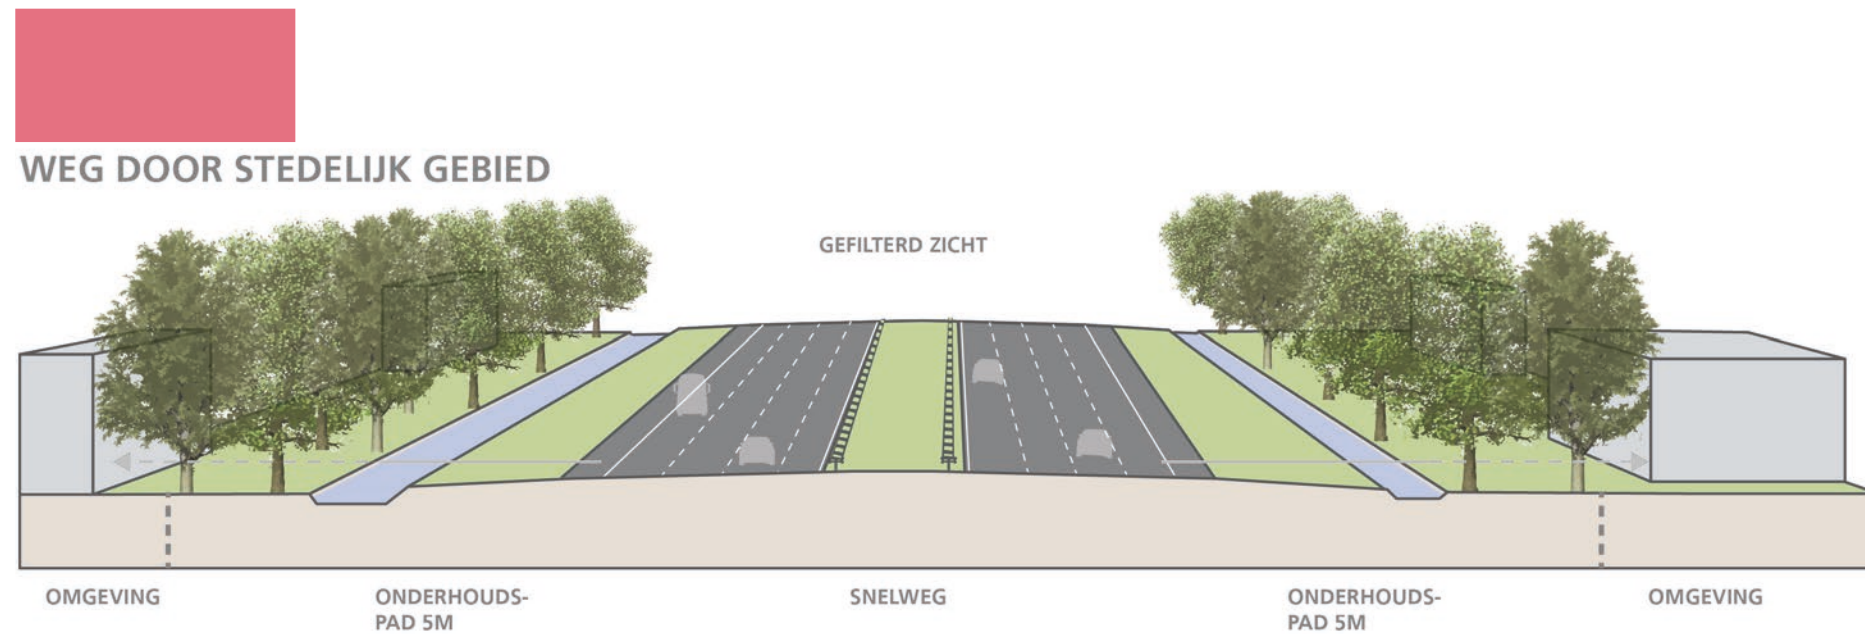 WEG DOOR STEDELIJK GEBIED
GEFILTERD ZICHT
OMGEVING
ONDERHOUDS-
PAD 5M
SNELWEG
ONDERHOUDS-
PAD 5M
OMGEVING